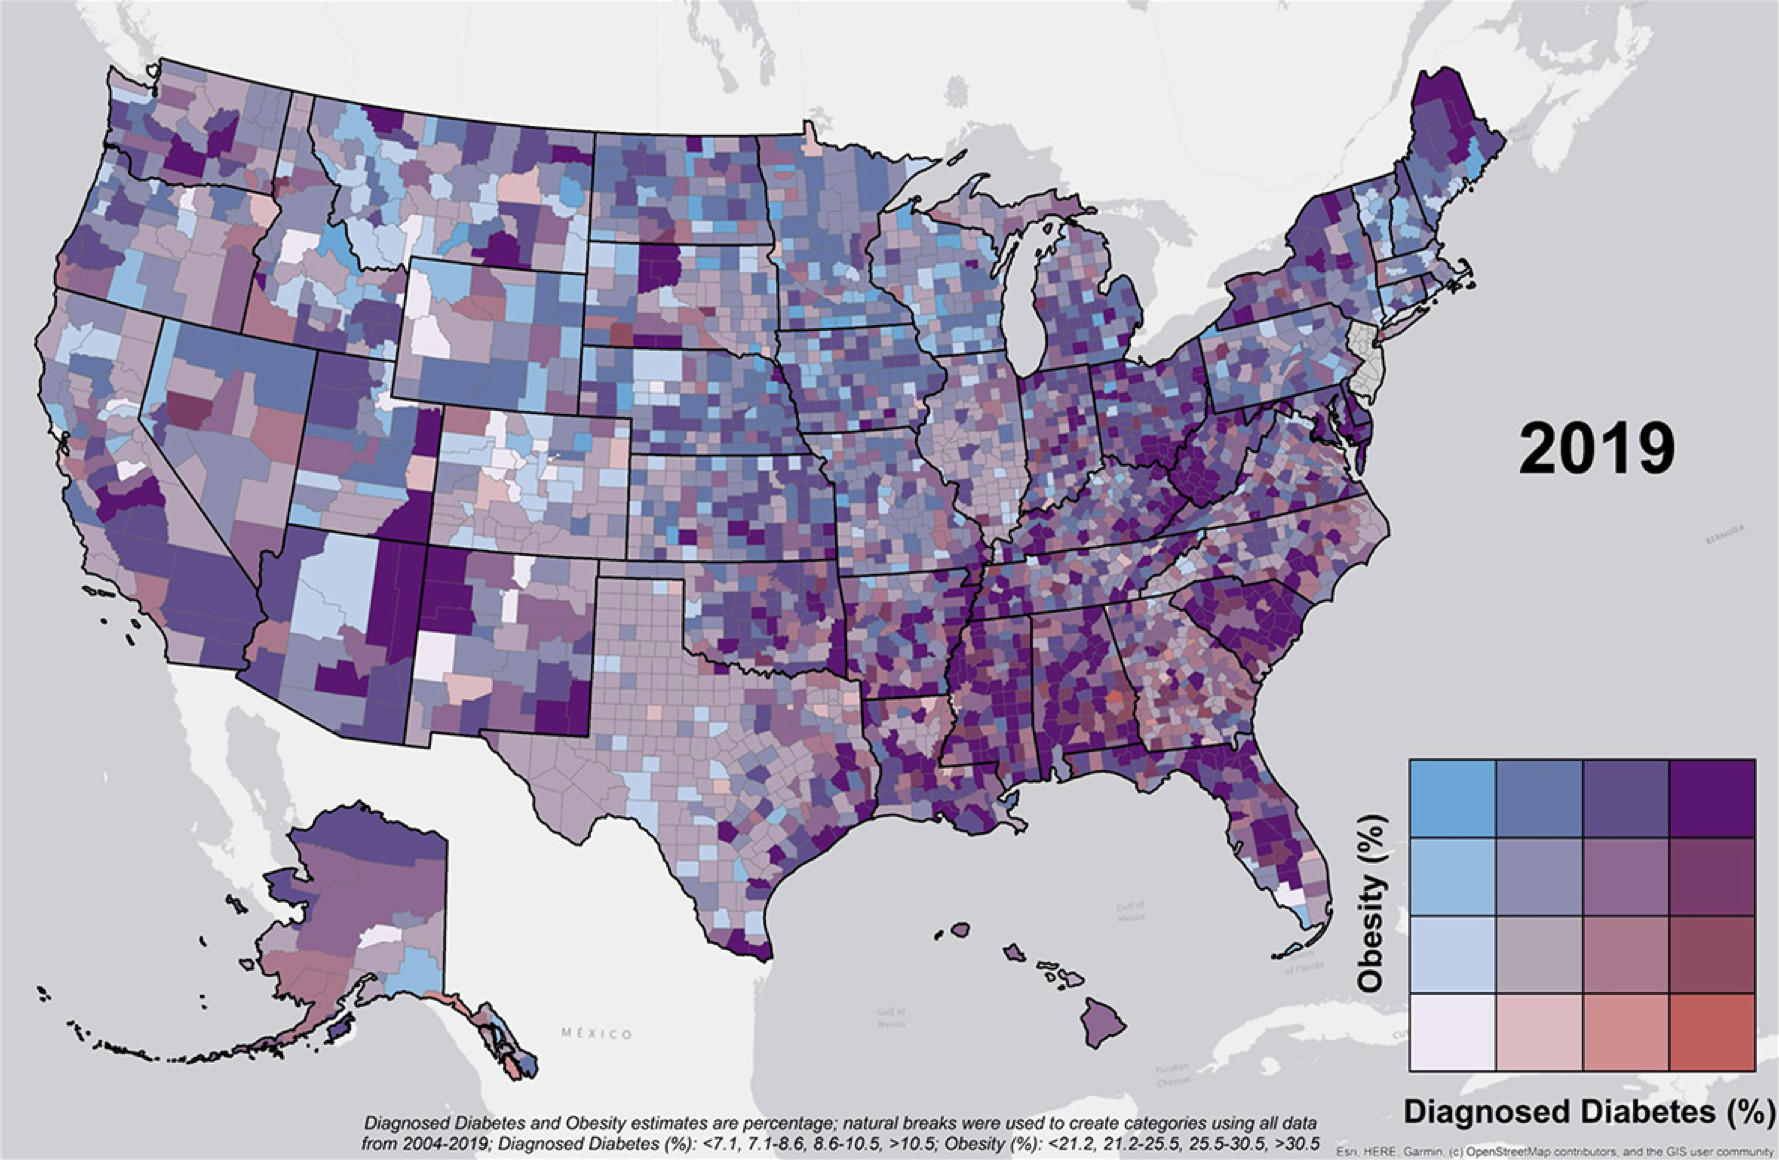 2019
BERMUDA
Obesity (%)
Gulf of
Mexico
of Florida
MÉXICO
Gulf of
Mexico
Yucatan
Channel
Diagnosed Diabetes (%)
Diagnosed Diabetes and Obesity estimates are percentage; natural breaks were used to create categories using all data
from 2004-2019; Diagnosed Diabetes (%): <7.1, 7.1-8.6, 8.6-10.5, >10.5; Obesity (%): <21.2, 21.2-25.5, 25.5-30.5, >30.5
Esri, HERE, Garmin, (c) OpenStreetMap contributors, and the GIS user community